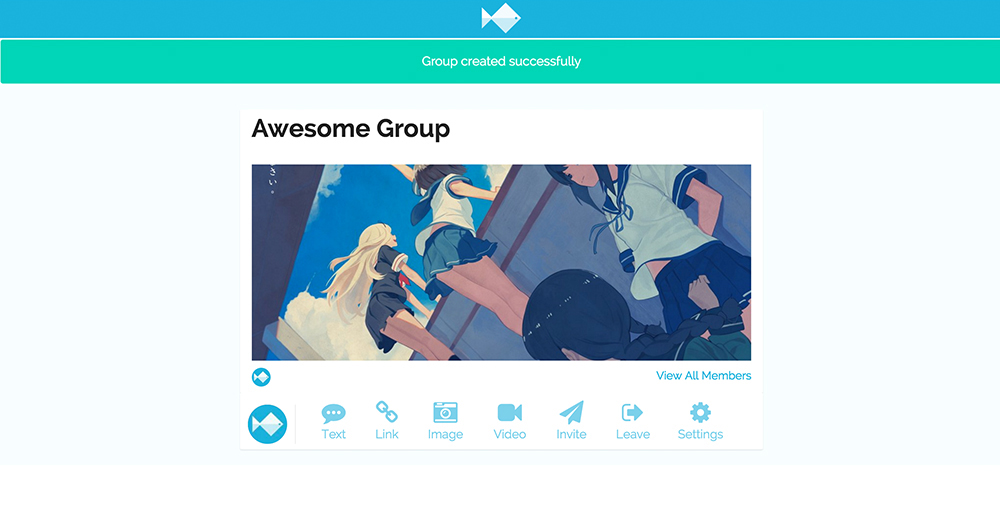 Group created successfully
Awesome Group
View All Members
Text
Link
Image
Video
Invite
Leave
Settings